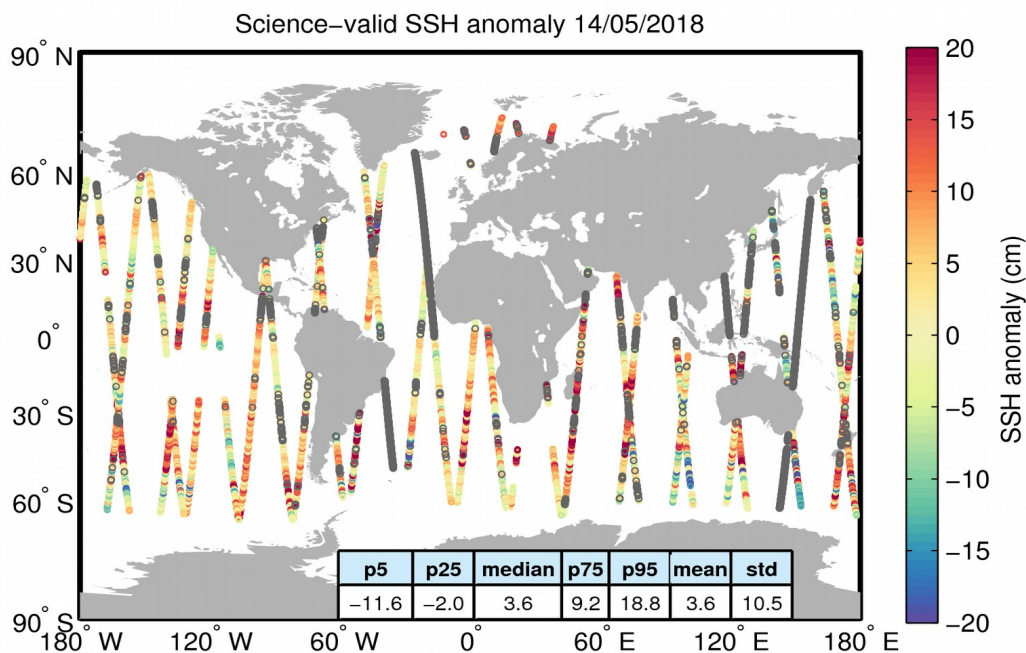 Science−valid SSH anomaly 14/05/2018
90° N
60° N
30° N
0°
30° S
60° S
90° S
180° W
120° W
60° W
0°
60° E
120° E
180° E
p5 p25 median p75 p95 mean std
−11.6 −2.0 3.6 9.2 18.8 3.6 10.5
20
15
10
5
0
−5
−10
−15
−20
SSH anomaly (cm)